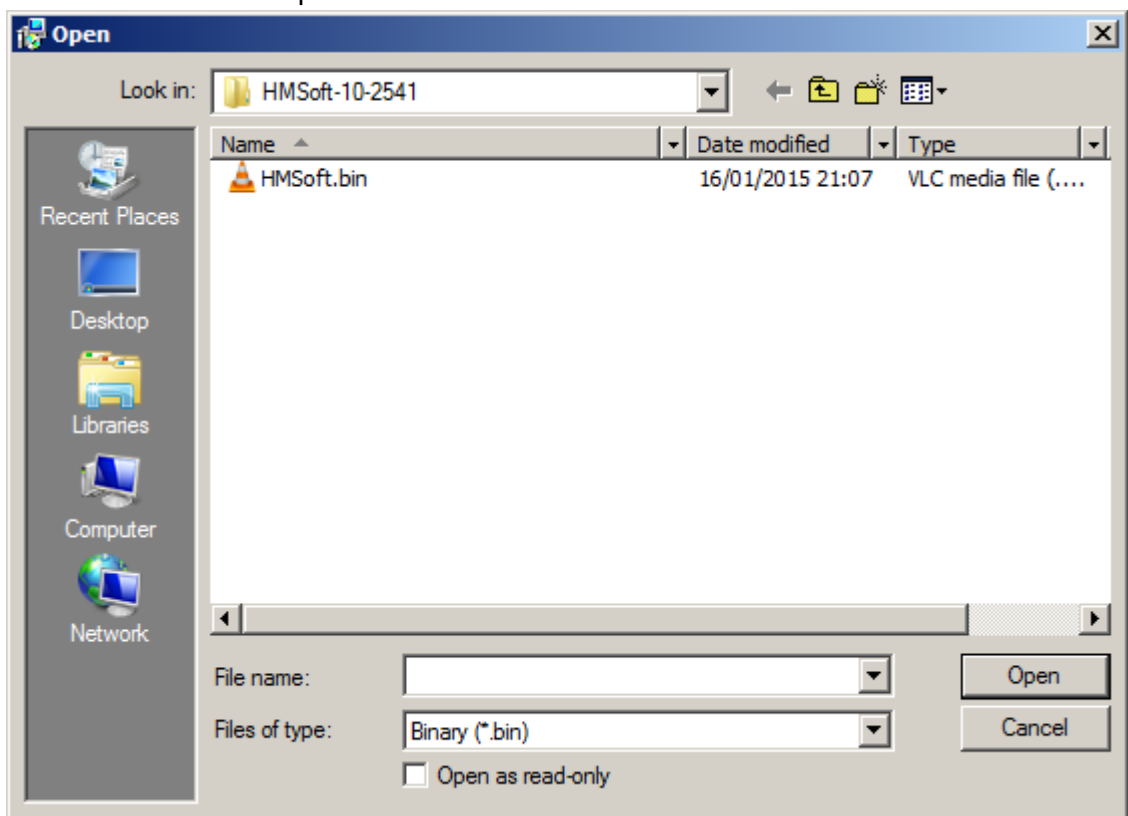 Open
Look in: HMSoft-10-2541
Name Date modified Type
HMSoft.bin 16/01/2015 21:07 VLC media file (....
Recent Places
Desktop
Libraries
Computer
Network
File name: Open
Files of type: Binary (*.bin) Cancel
Open as read-only